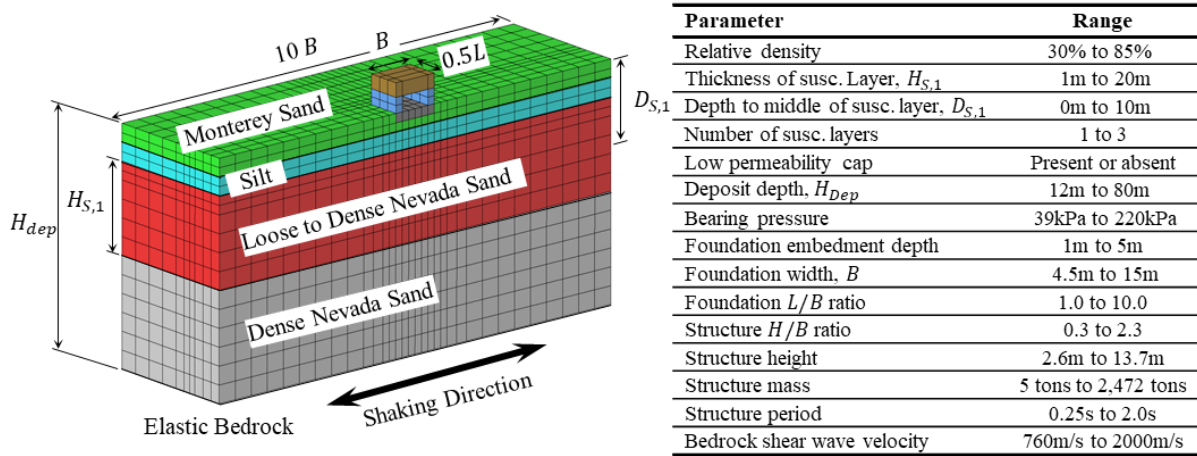 10 B
B
0.5L
D_{S,1}
Monterey Sand
Silt
H_{S,1}
H_{dep}
Loose to Dense Nevada Sand
Dense Nevada Sand
Shaking Direction
Elastic Bedrock
Parameter Range
Relative density 30% to 85%
Thickness of susc. Layer, H_{S,1} 1m to 20m
Depth to middle of susc. layer, D_{S,1} 0m to 10m
Number of susc. layers 1 to 3
Low permeability cap Present or absent
Deposit depth, H_{Dep} 12m to 80m
Bearing pressure 39kPa to 220kPa
Foundation embedment depth 1m to 5m
Foundation width, B 4.5m to 15m
Foundation L/B ratio 1.0 to 10.0
Structure H/B ratio 0.3 to 2.3
Structure height 2.6m to 13.7m
Structure mass 5 tons to 2,472 tons
Structure period 0.25s to 2.0s
Bedrock shear wave velocity 760m/s to 2000m/s